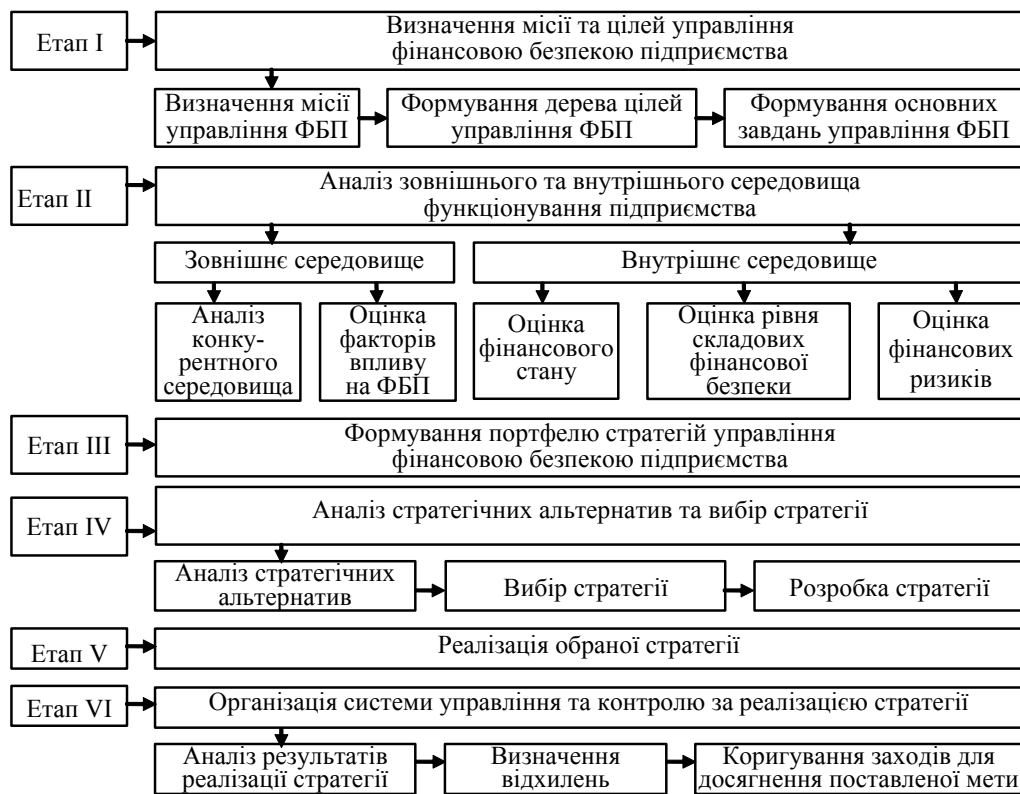 Етап I
Визначення місії та цілей управління
фінансовою безпекою підприємства
Визначення місії
управління ФБП
Формування дерева цілей
управління ФБП
Формування основних
завдань управління ФБП
Етап II
Аналіз зовнішнього та внутрішнього середовища
функціонування підприємства
Зовнішнє середовище
Внутрішнє середовище
Аналіз
конку-
рентного
середовища
Оцінка
факторів
впливу
на ФБП
Оцінка
фінансового
стану
Оцінка рівня
складових
фінансової
безпеки
Оцінка
фінансових
ризиків
Етап III
Формування портфелю стратегій управління
фінансовою безпекою підприємства
Етап IV
Аналіз стратегічних альтернатив та вибір стратегії
Аналіз стратегічних
альтернатив
Вибір стратегії
Розробка стратегії
Етап V
Реалізація обраної стратегії
Етап VI
Організація системи управління та контролю за реалізацією стратегії
Аналіз результатів
реалізації стратегії
Визначення
відхилень
Коригування заходів для
досягнення поставленої мети